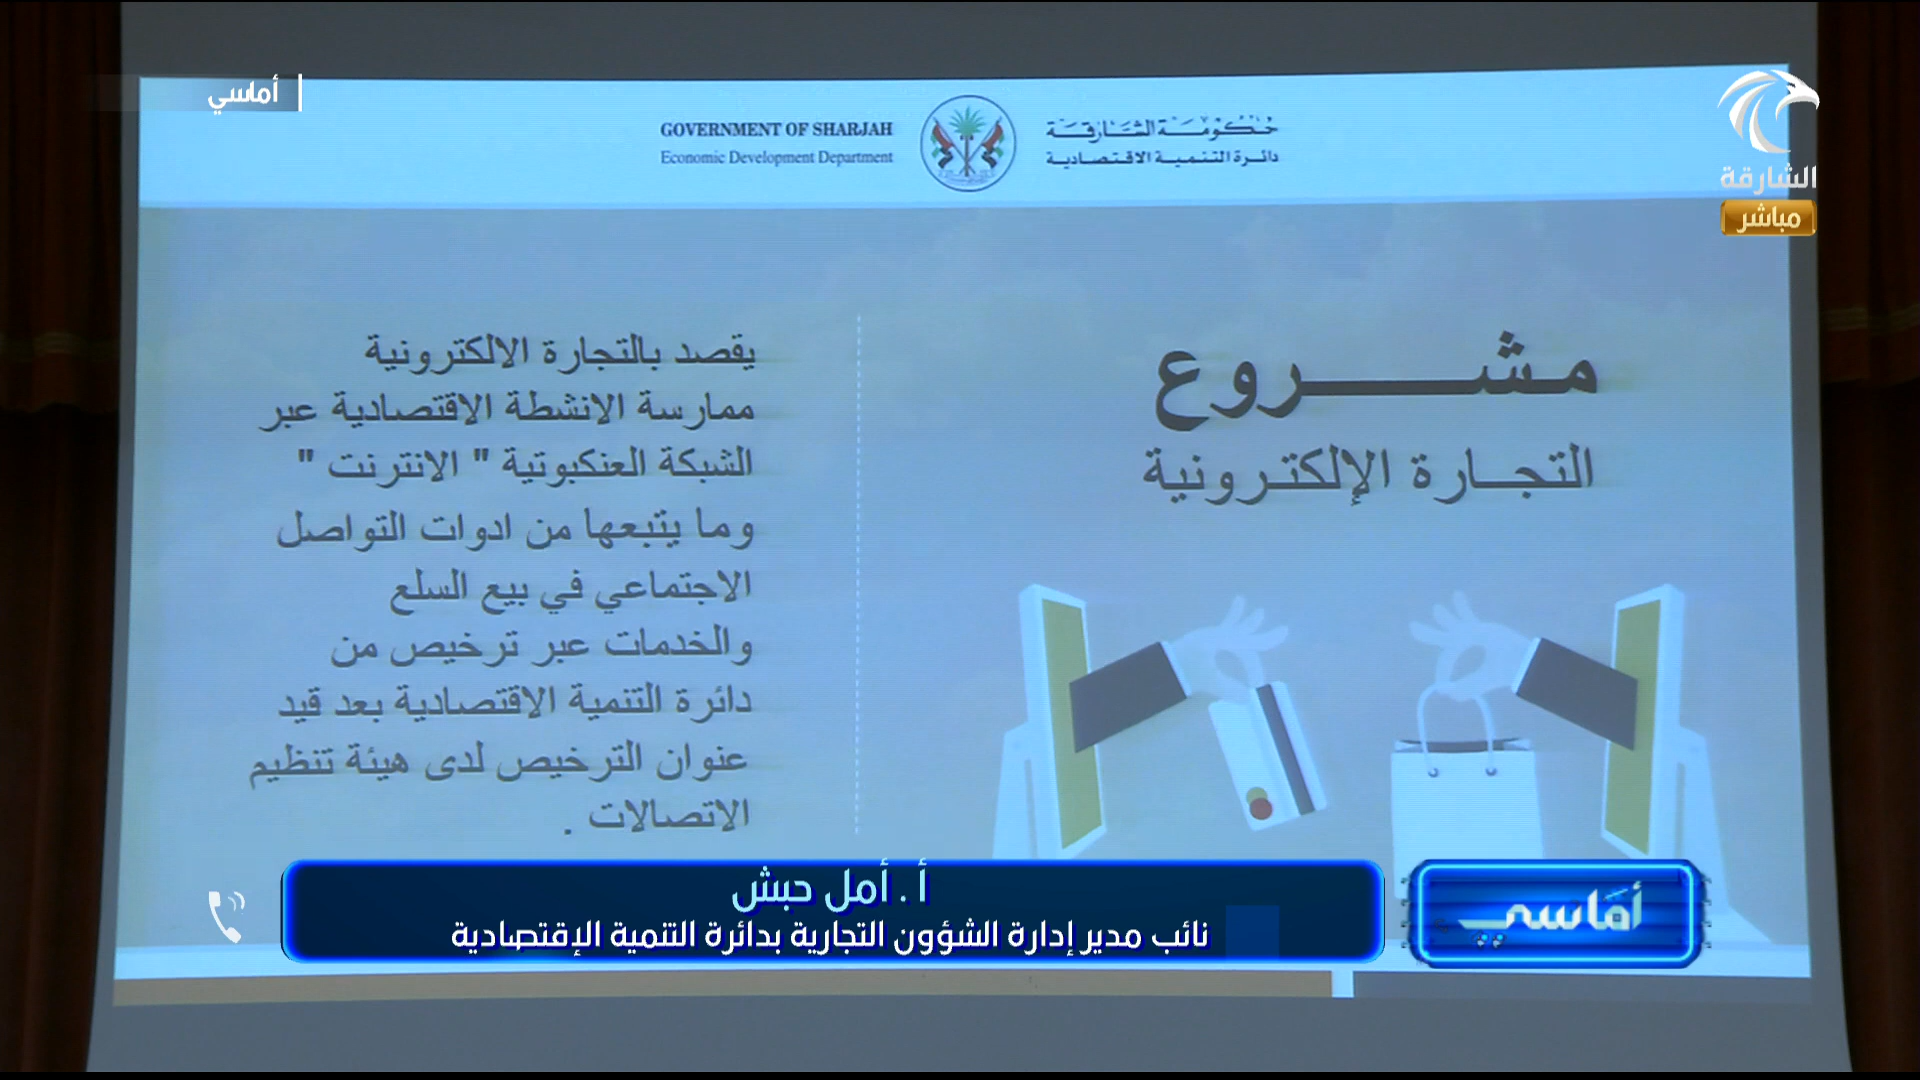 أماسي
الشارقة
مباشر
GOVERNMENT OF SHARJAH
Economic Development Department
حكومة الشارقة
دائرة التنمية الاقتصادية
مشروع
التجارة الإلكترونية
يقصد بالتجارة الالكترونية
ممارسة الانشطة الاقتصادية عبر
الشبكة العنكبوتية " الانترنت "
وما يتبعها من ادوات التواصل
الاجتماعي في بيع السلع
والخدمات عبر ترخيص من
دائرة التنمية الاقتصادية بعد قيد
عنوان الترخيص لدى هيئة تنظيم
الاتصالات .
أماسي
أ . أمل حبش
نائب مدير إدارة الشؤون التجارية بدائرة التنمية الإقتصادية